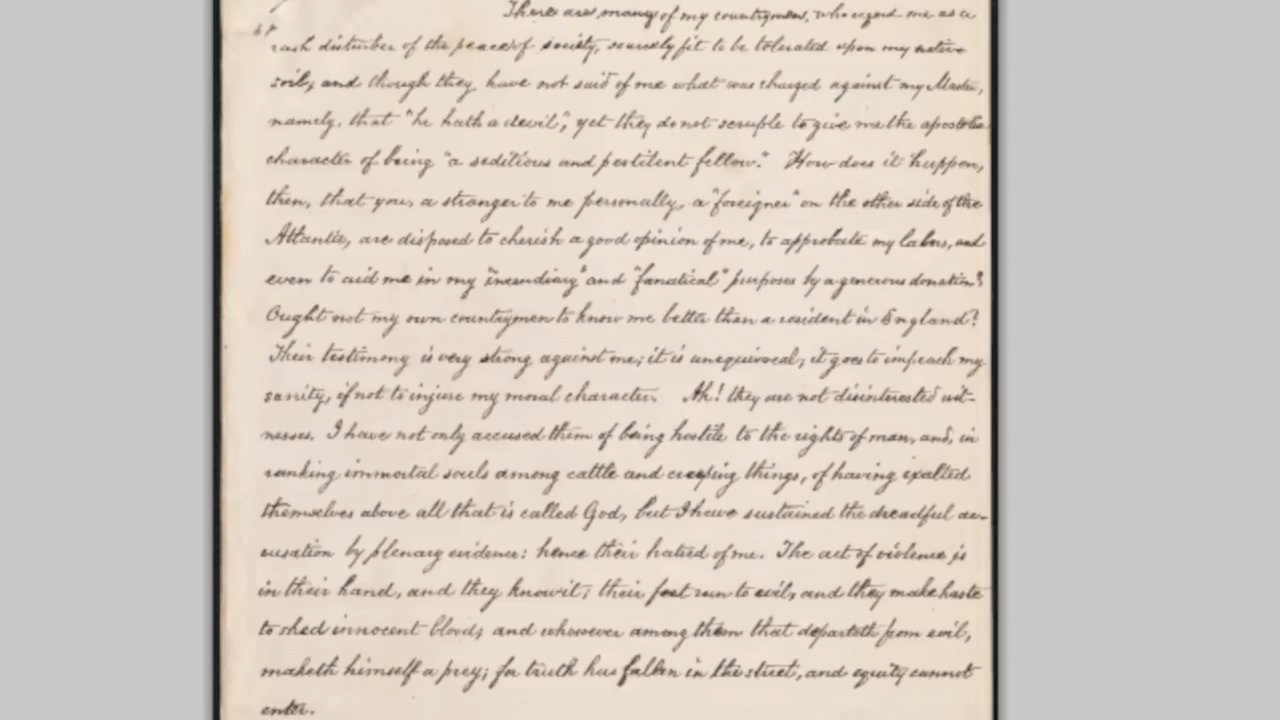 There are many of my countrymen, who regard me as a
rash disturber of the peace of society, scarcely fit to be tolerated upon my native
soil; and though they have not said of me what was charged against my Master,
namely, that "he hath a devil", yet they do not scruple to give me the apostolic
character of being "a seditious and pestilent fellow." How does it happen,
then, that you, a stranger to me personally, a "foreigner" on the other side of the
Atlantic, are disposed to cherish a good opinion of me, to approbate my labors, and
even to aid me in my "incendiary" and "fanatical" purposes by a generous donation?
Ought not my own countrymen to know me better than a resident in England?
Their testimony is very strong against me; it is unequivocal; it goes to impeach my
sanity, if not to injure my moral character. Ah! they are not disinterested wit-
nesses. I have not only accused them of being hostile to the rights of man, and, in
ranking immortal souls among cattle and creeping things, of having exalted
themselves above all that is called God, but I have sustained the dreadful ac-
cusation by plenary evidence: hence their hatred of me. The act of violence is
in their hand, and they know it; their feet run to evil, and they make haste
to shed innocent blood; and whosoever among them that departeth from evil,
maketh himself a prey; for truth has fallen in the street, and equity cannot
enter.